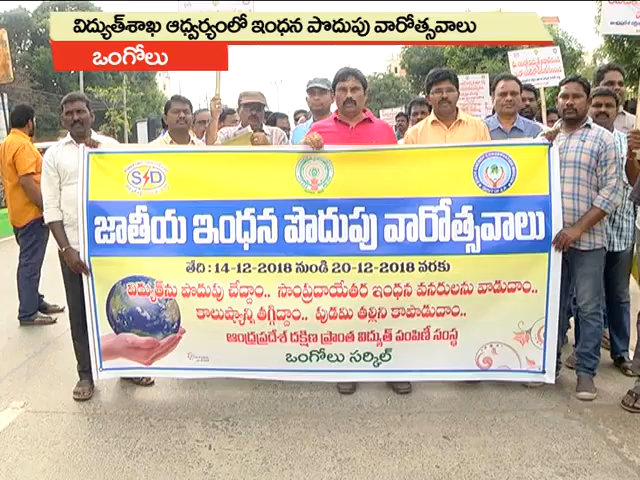 విద్యుత్‌శాఖ ఆధ్వర్యంలో ఇంధన పొదుపు వారోత్సవాలు
ఒంగోలు
జాతీయ ఇంధన పొదుపు వారోత్సవాలు
తేది : 14-12-2018 నుండి 20-12-2018 వరకు
విద్యుత్‌ను పొదుపు చేద్దాం.. సాంప్రదాయేతర ఇంధన వనరులను వాడుదాం..
కాలుష్యాన్ని తగ్గిద్దాం.. పుడమి తల్లిని కాపాడుదాం..
ఆంధ్రప్రదేశ్ దక్షిణ ప్రాంత విద్యుత్ పంపిణీ సంస్థ
ఒంగోలు సర్కిల్